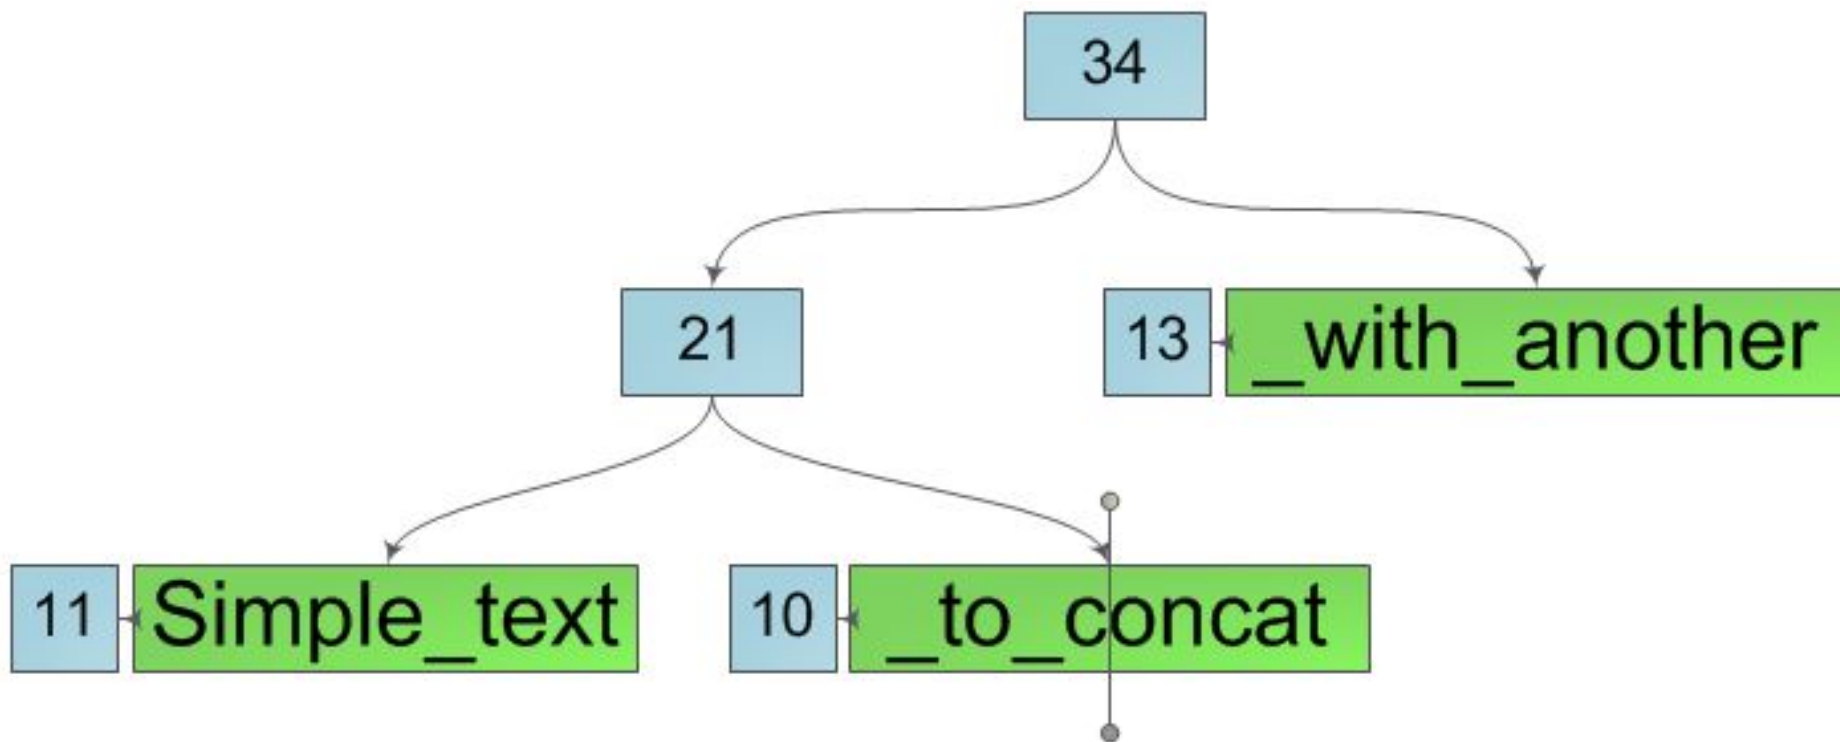 34
21
13 _with_another
11 Simple_text
10 _to_concat